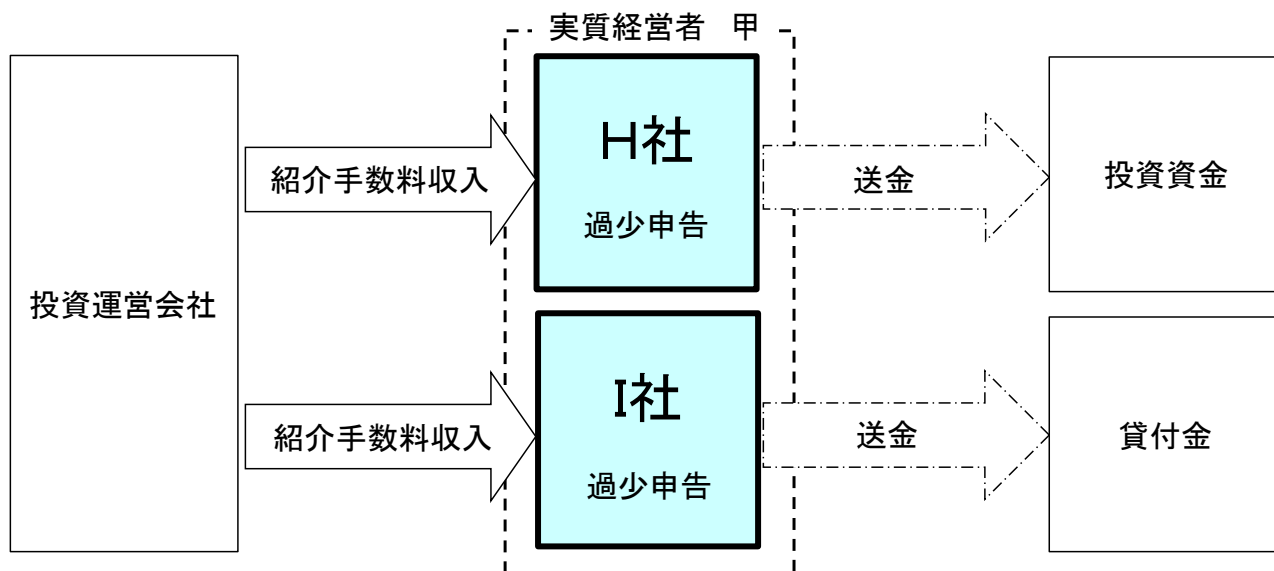 実質経営者　甲
投資運営会社
紹介手数料収入
H社
過少申告
送金
投資資金
紹介手数料収入
I社
過少申告
送金
貸付金